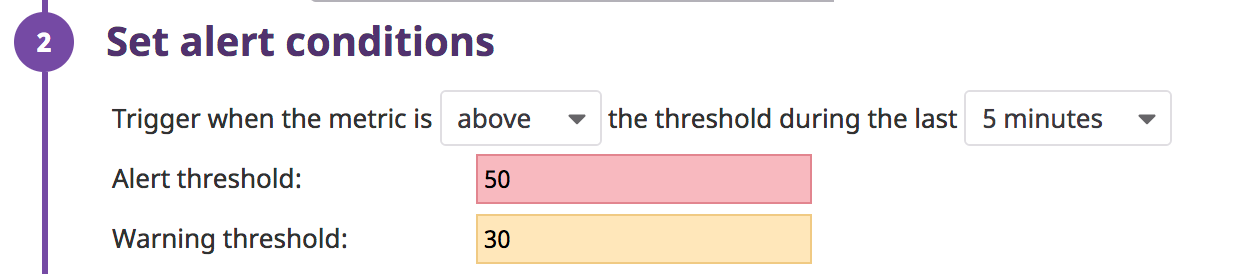 2
Set alert conditions
Trigger when the metric is above the threshold during the last 5 minutes
Alert threshold: 50
Warning threshold: 30